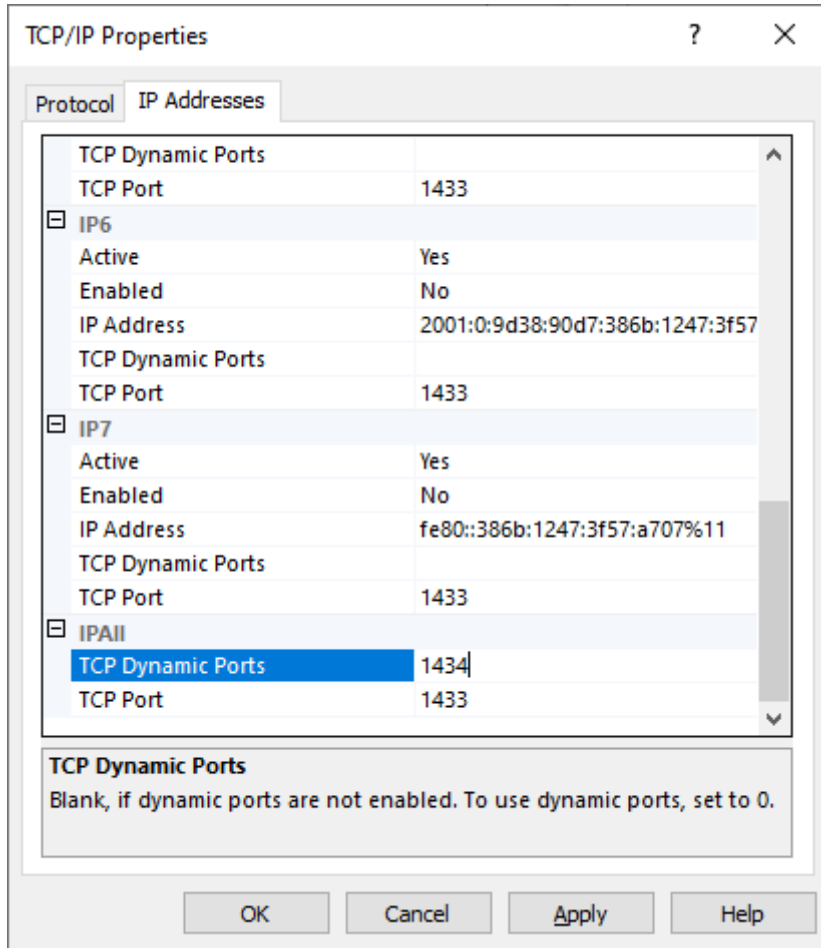 TCP/IP Properties ? ×
Protocol IP Addresses
TCP Dynamic Ports
TCP Port 1433
IP6
Active Yes
Enabled No
IP Address 2001:0:9d38:90d7:386b:1247:3f57
TCP Dynamic Ports
TCP Port 1433
IP7
Active Yes
Enabled No
IP Address fe80::386b:1247:3f57:a707%11
TCP Dynamic Ports
TCP Port 1433
IPAll
TCP Dynamic Ports 1434
TCP Port 1433
TCP Dynamic Ports
Blank, if dynamic ports are not enabled. To use dynamic ports, set to 0.
OK Cancel Apply Help